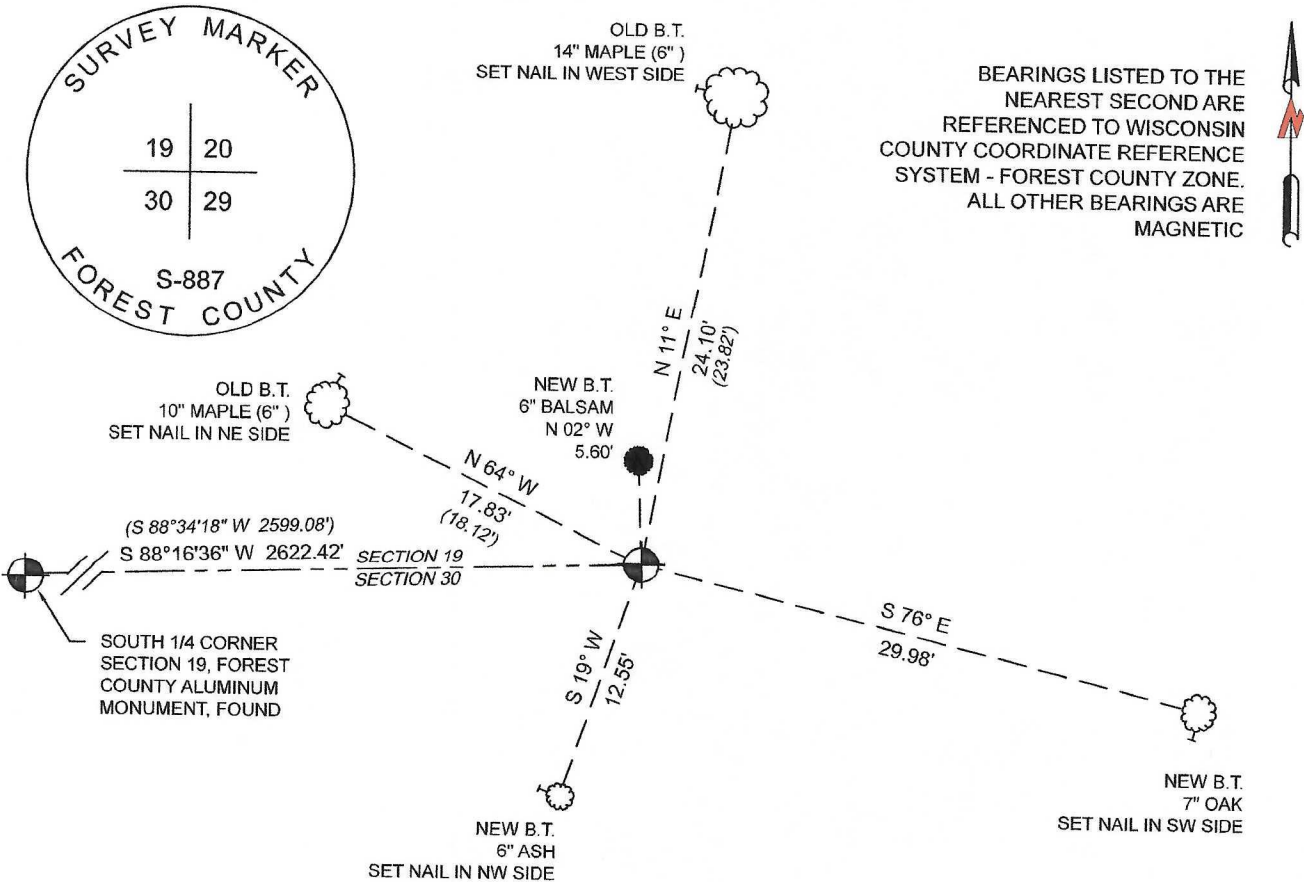 SURVEY MARKER
19 20
30 29
S-887
FOREST COUNTY
OLD B.T.
14" MAPLE (6" )
SET NAIL IN WEST SIDE
BEARINGS LISTED TO THE
NEAREST SECOND ARE
REFERENCED TO WISCONSIN
COUNTY COORDINATE REFERENCE
SYSTEM - FOREST COUNTY ZONE.
ALL OTHER BEARINGS ARE
MAGNETIC
N
N 11° E
24.10'
(23.82')
OLD B.T.
10" MAPLE (6" )
SET NAIL IN NE SIDE
NEW B.T.
6" BALSAM
N 02° W
5.60'
N 64° W
17.83'
(18.12')
(S 88°34'18" W 2599.08')
S 88°16'36" W 2622.42'
SECTION 19
SECTION 30
SOUTH 1/4 CORNER
SECTION 19, FOREST
COUNTY ALUMINUM
MONUMENT, FOUND
S 19° W
12.55'
S 76° E
29.98'
NEW B.T.
6" ASH
SET NAIL IN NW SIDE
NEW B.T.
7" OAK
SET NAIL IN SW SIDE